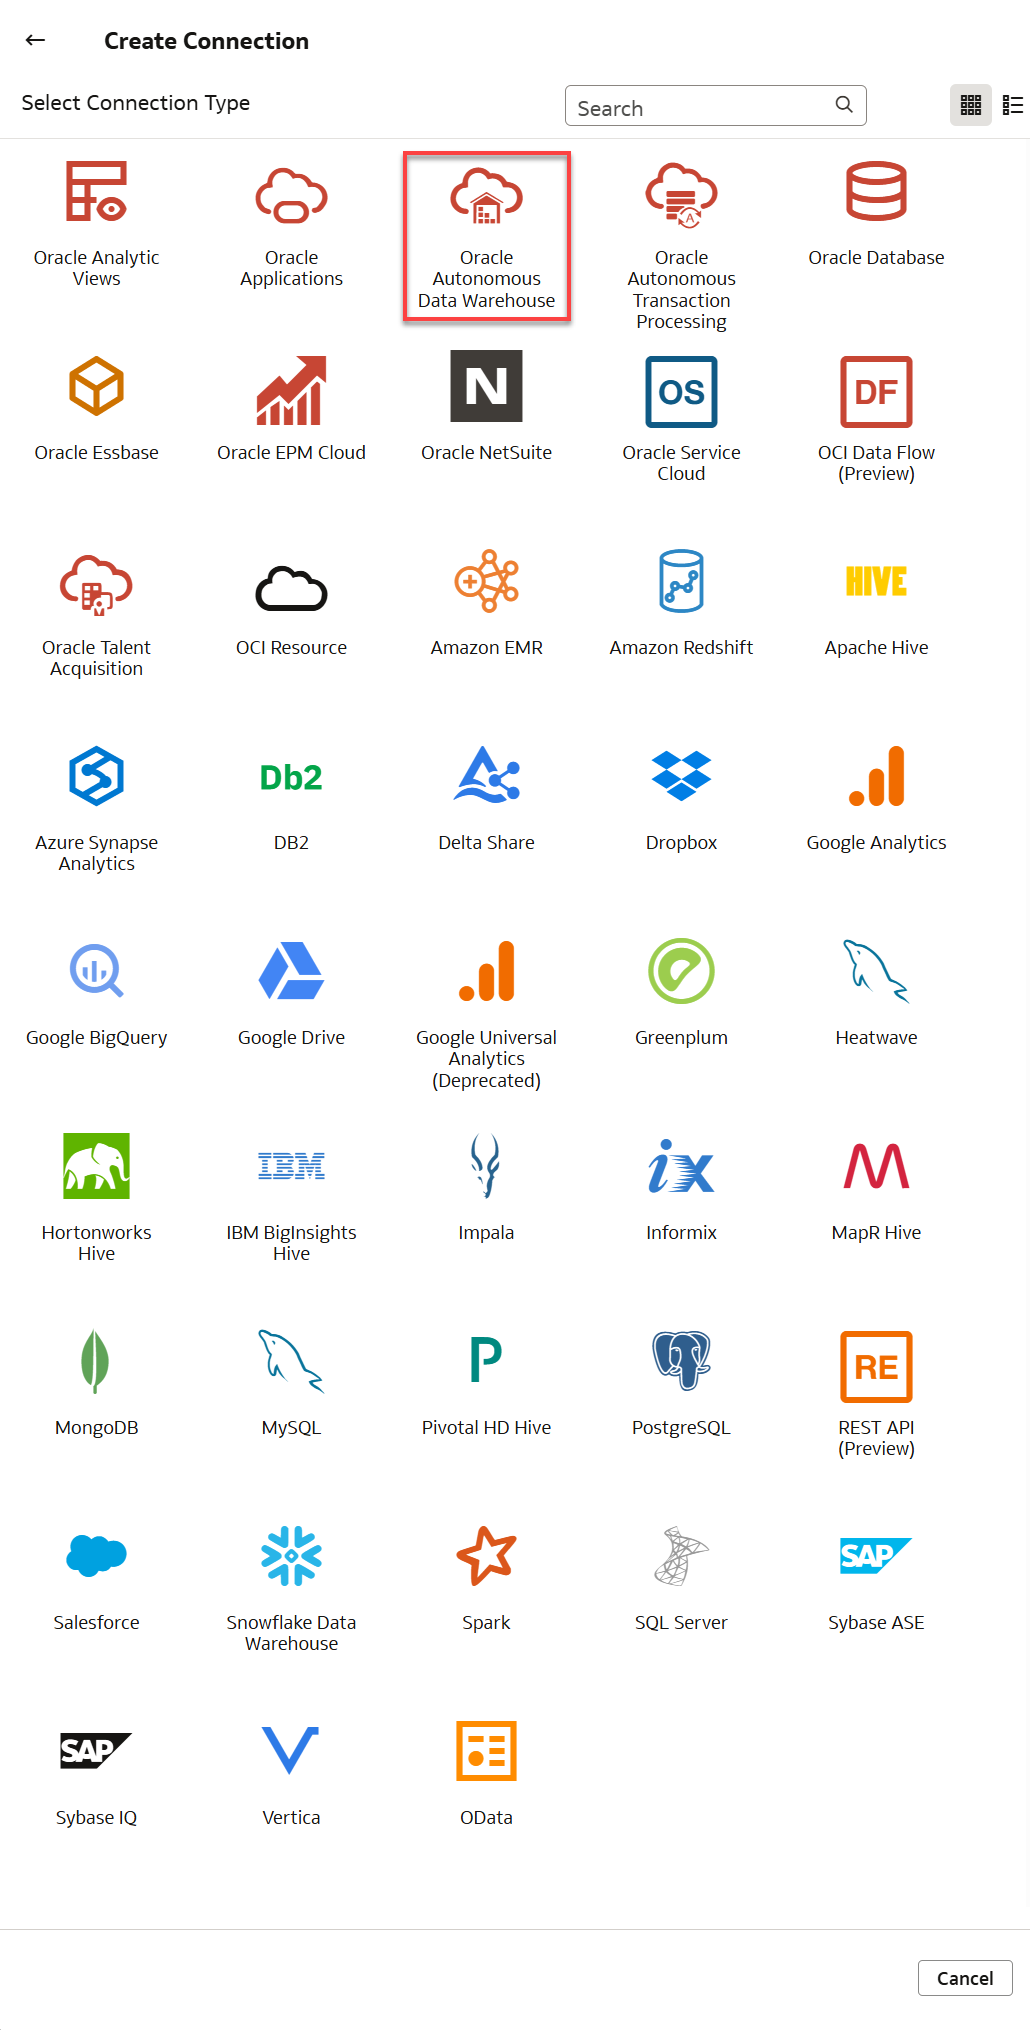 Create Connection
Select Connection Type
Search
Oracle Analytic
Views
Oracle
Applications
Oracle
Autonomous
Data Warehouse
A
Oracle
Autonomous
Transaction
Processing
Oracle Database
Oracle Essbase
Oracle EPM Cloud
N
Oracle NetSuite
OS
Oracle Service
Cloud
DF
OCI Data Flow
(Preview)
Oracle Talent
Acquisition
OCI Resource
Amazon EMR
Amazon Redshift
HIVE
Apache Hive
Azure Synapse
Analytics
Db2
DB2
Delta Share
Dropbox
Google Analytics
Google BigQuery
Google Drive
Google Universal
Analytics
(Deprecated)
Greenplum
Heatwave
Hortonworks
Hive
IBM
IBM BigInsights
Hive
Impala
ix
Informix
MapR Hive
MongoDB
MySQL
P
Pivotal HD Hive
PostgreSQL
RE
REST API
(Preview)
Salesforce
Snowflake Data
Warehouse
Spark
SQL Server
SAP
Sybase ASE
SAP
Sybase IQ
Vertica
OData
Cancel